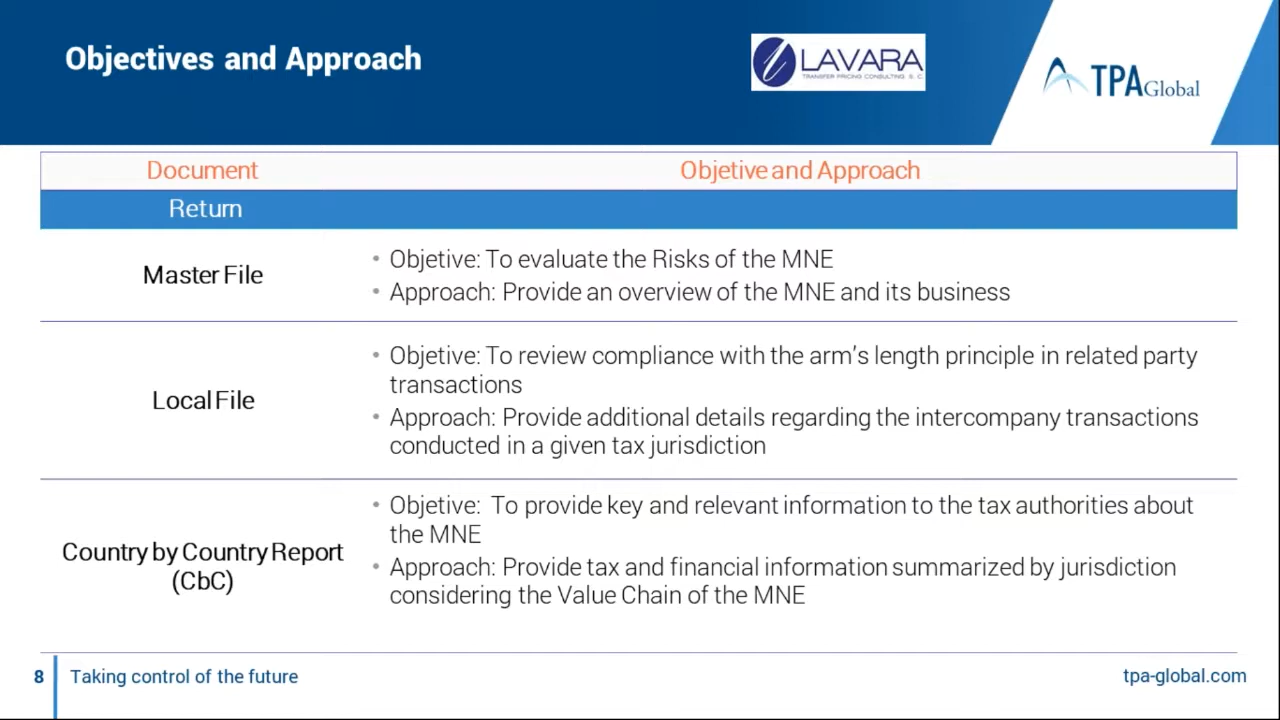 Objectives and Approach
LAVARA
TRANSFER PRICING CONSULTING S. C.
TPA Global
Document
Objetive and Approach
Return
Master File
• Objetive: To evaluate the Risks of the MNE
• Approach: Provide an overview of the MNE and its business
Local File
• Objetive: To review compliance with the arm's length principle in related party
transactions
• Approach: Provide additional details regarding the intercompany transactions
conducted in a given tax jurisdiction
Country by Country Report
(CbC)
• Objetive: To provide key and relevant information to the tax authorities about
the MNE
• Approach: Provide tax and financial information summarized by jurisdiction
considering the Value Chain of the MNE
8
Taking control of the future
tpa-global.com